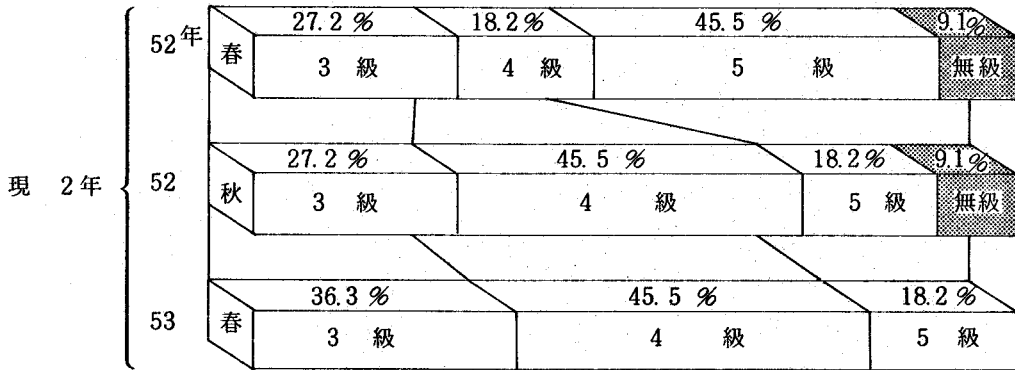 27.2% 18.2% 45.5% 9.1%
52年 春 3級 4級 5級 無級
27.2% 45.5% 18.2% 9.1%
現 2年 52 秋 3級 4級 5級 無級
36.3% 45.5% 18.2%
53 春 3級 4級 5級